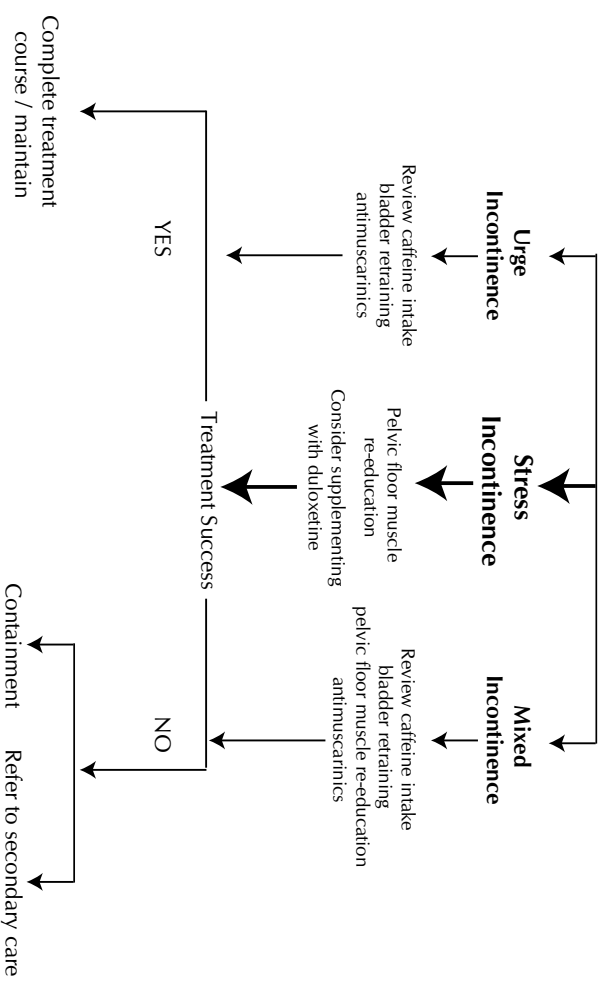 Urge
Incontinence
Stress
Incontinence
Mixed
Incontinence
Review caffeine intake
bladder retraining
antimuscarinics
Pelvic floor muscle
re-education
Consider supplementing
with duloxetine
Review caffeine intake
bladder retraining
pelvic floor muscle re-education
antimuscarinics
Treatment Success
YES
NO
Complete treatment
course / maintain
Containment
Refer to secondary care